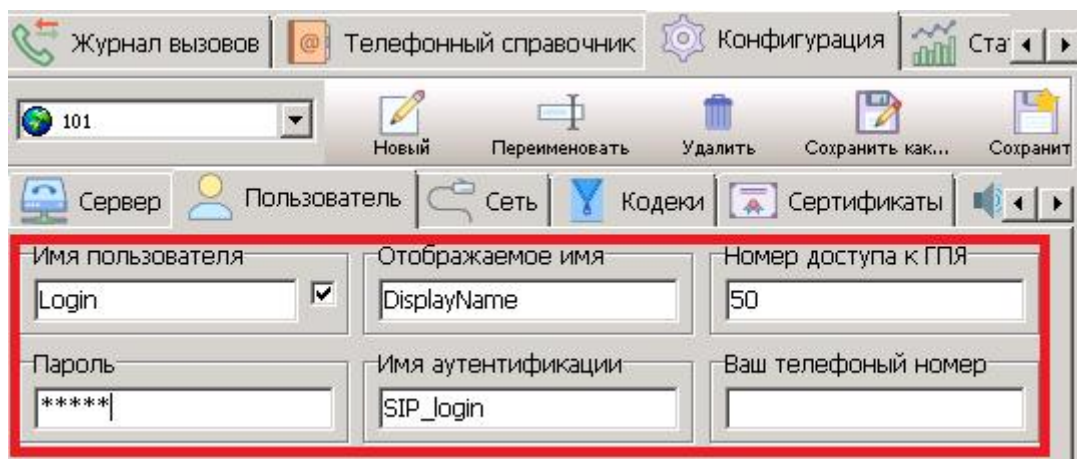 Журнал вызовов Телефонный справочник Конфигурация Ста
101
Новый Переименовать Удалить Сохранить как... Сохранит
Сервер Пользователь Сеть Кодеки Сертификаты
Имя пользователя Отображаемое имя Номер доступа к ГПЯ
Login DisplayName 50
Пароль Имя аутентификации Ваш телефоный номер
***** SIP_login